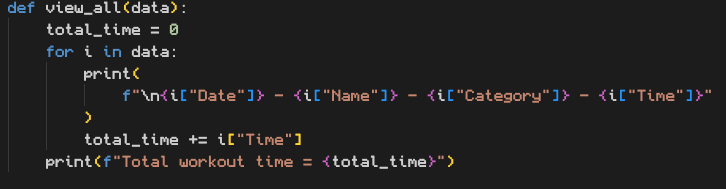 def view_all(data):
    total_time = 0
    for i in data:
        print(
            f"\n{i["Date"]} - {i["Name"]} - {i["Category"]} - {i["Time"]}"
        )
        total_time += i["Time"]
    print(f"Total workout time = {total_time}")